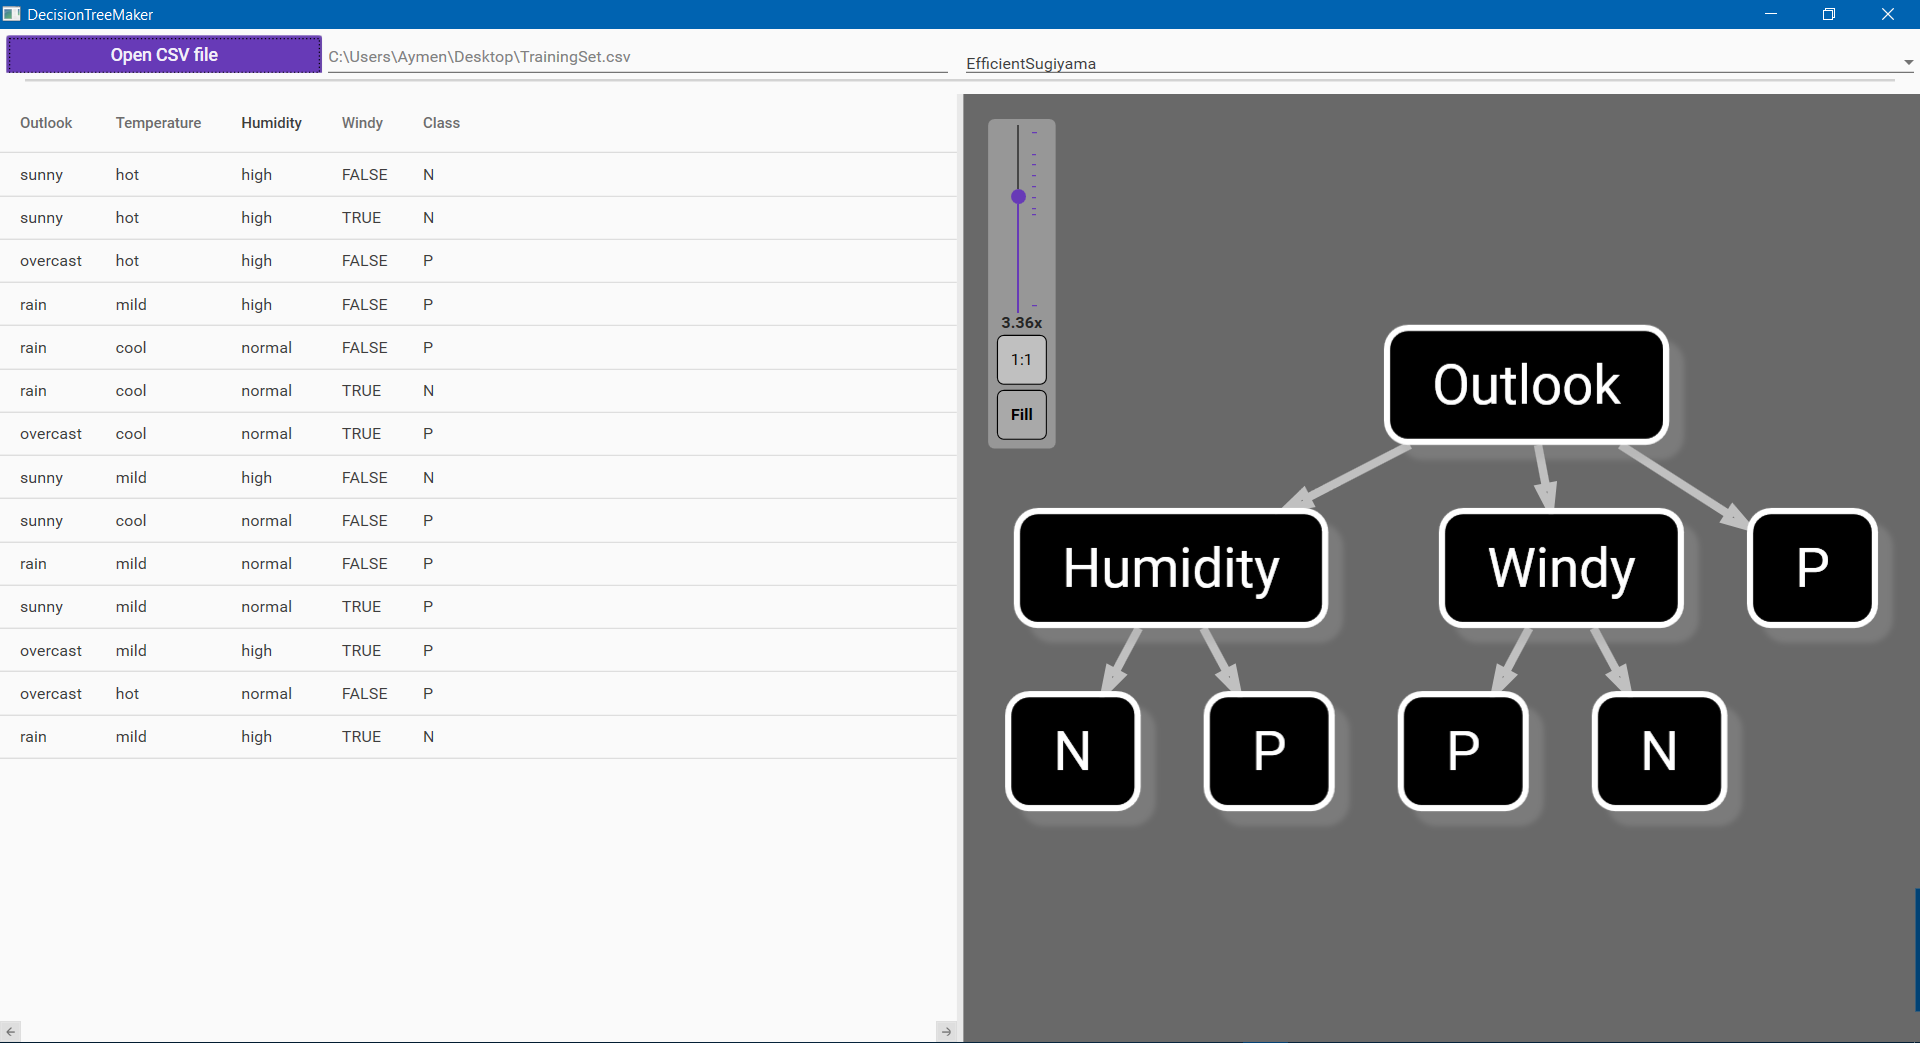 DecisionTreeMaker
Open CSV file
C:\Users\Aymen\Desktop\TrainingSet.csv
EfficientSugiyama
Outlook Temperature Humidity Windy Class
sunny hot high FALSE N
sunny hot high TRUE N
overcast hot high FALSE P
rain mild high FALSE P
rain cool normal FALSE P
rain cool normal TRUE N
overcast cool normal TRUE P
sunny mild high FALSE N
sunny cool normal FALSE P
rain mild normal FALSE P
sunny mild normal TRUE P
overcast mild high TRUE P
overcast hot normal FALSE P
rain mild high TRUE N
3.36x
1:1
Fill
Outlook
Humidity Windy P
N P P N